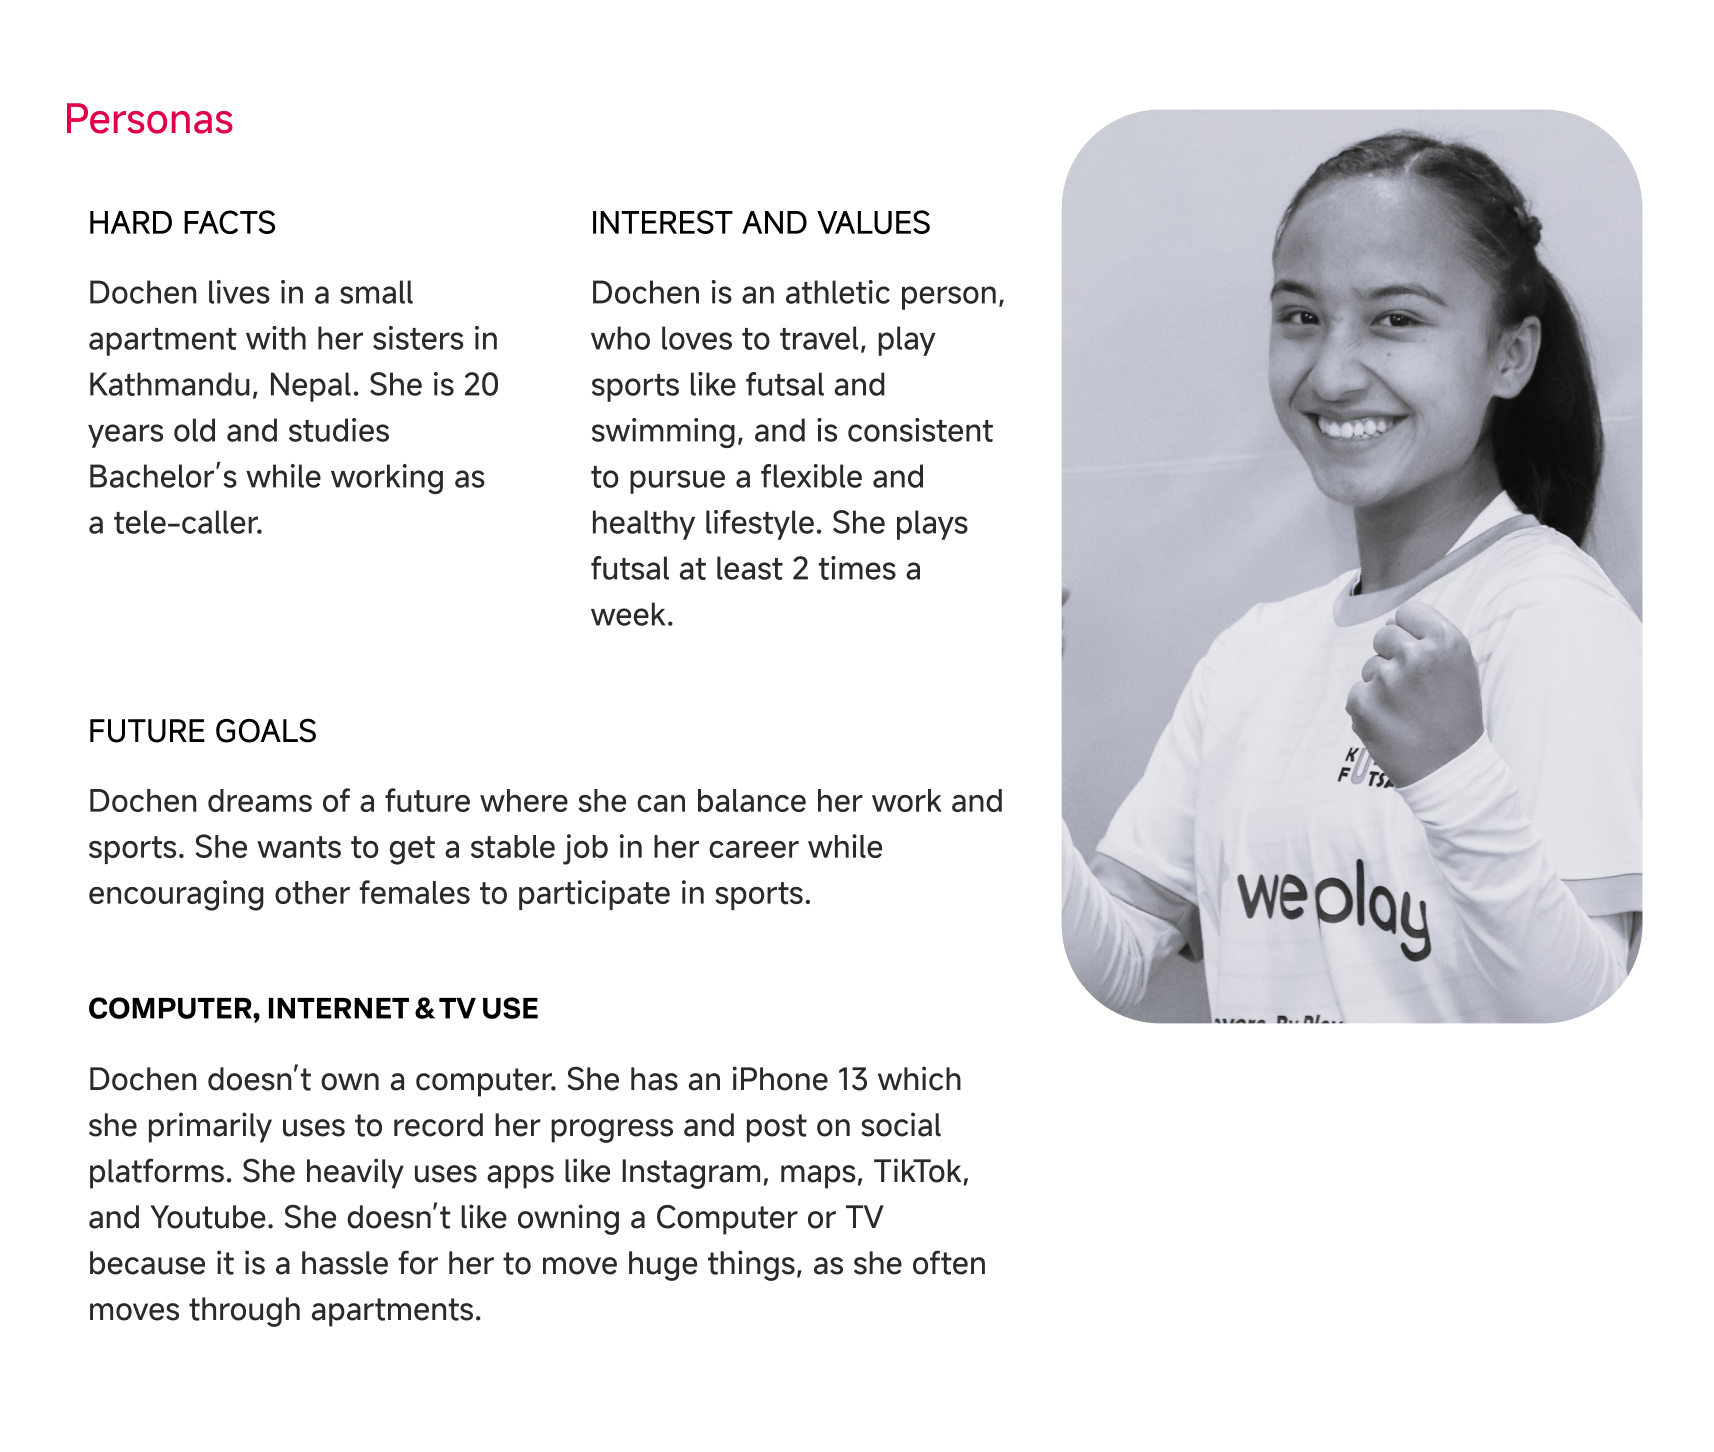 Personas
HARD FACTS
Dochen lives in a small
apartment with her sisters in
Kathmandu, Nepal. She is 20
years old and studies
Bachelor's while working as
a tele-caller.
INTEREST AND VALUES
Dochen is an athletic person,
who loves to travel, play
sports like futsal and
swimming, and is consistent
to pursue a flexible and
healthy lifestyle. She plays
futsal at least 2 times a
week.
FUTURE GOALS
Dochen dreams of a future where she can balance her work and
sports. She wants to get a stable job in her career while
encouraging other females to participate in sports.
COMPUTER, INTERNET & TV USE
Dochen doesn't own a computer. She has an iPhone 13 which
she primarily uses to record her progress and post on social
platforms. She heavily uses apps like Instagram, maps, TikTok,
and Youtube. She doesn't like owning a Computer or TV
because it is a hassle for her to move huge things, as she often
moves through apartments.
weplay